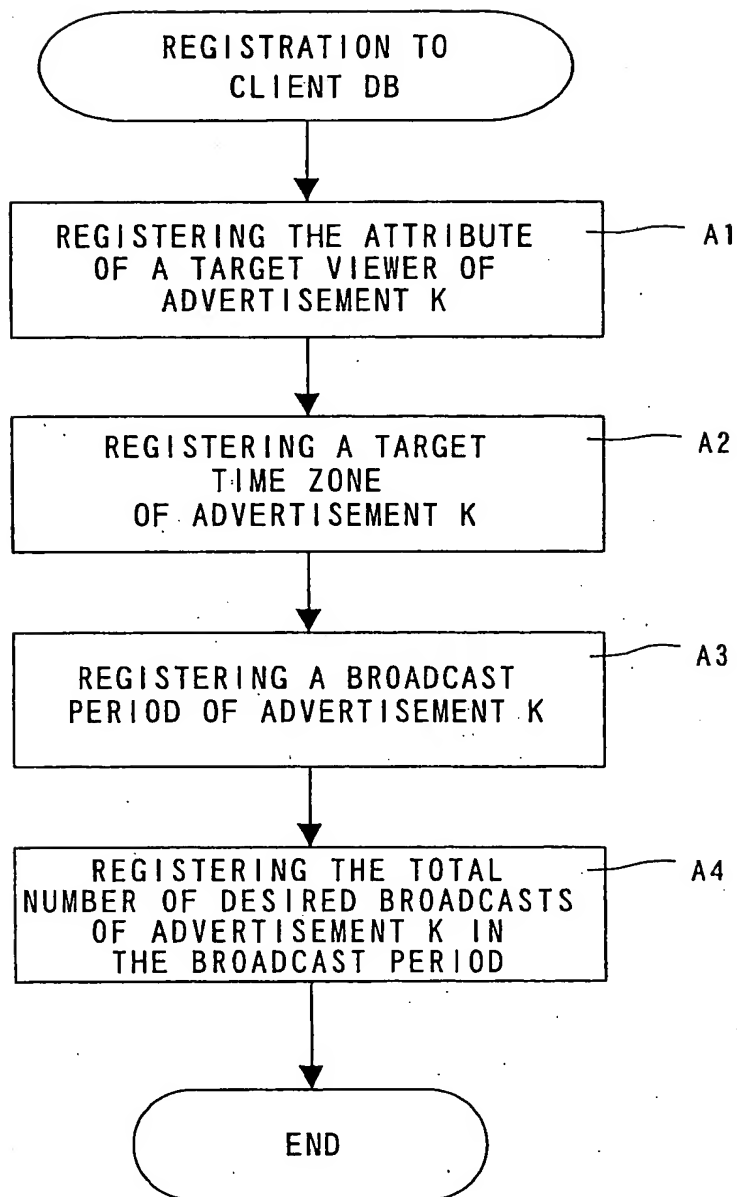 REGISTRATION TO
CLIENT DB
REGISTERING THE ATTRIBUTE
OF A TARGET VIEWER OF
ADVERTISEMENT K
A1
REGISTERING A TARGET
TIME ZONE
OF ADVERTISEMENT K
A2
REGISTERING A BROADCAST
PERIOD OF ADVERTISEMENT K
A3
REGISTERING THE TOTAL
NUMBER OF DESIRED BROADCASTS
OF ADVERTISEMENT K IN
THE BROADCAST PERIOD
A4
END